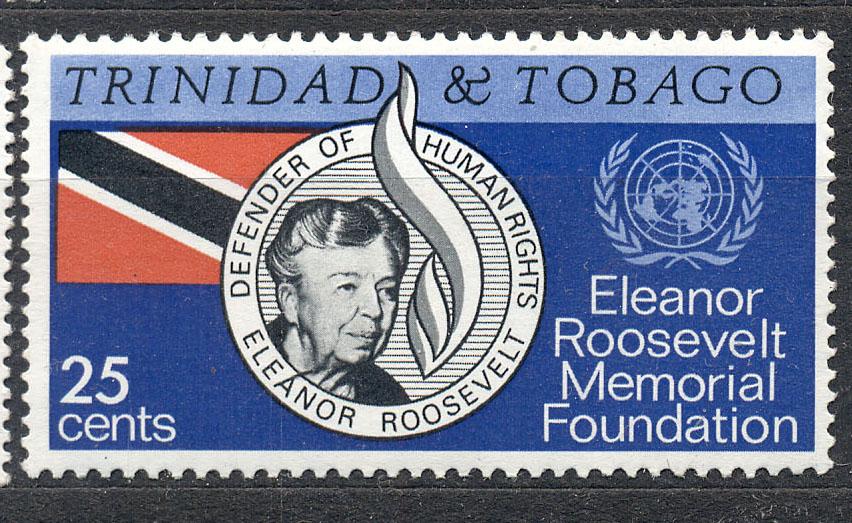 TRINIDAD & TOBAGO
DEFENDER OF HUMAN RIGHTS
ELEANOR ROOSEVELT
25
cents
Eleanor
Roosevelt
Memorial
Foundation